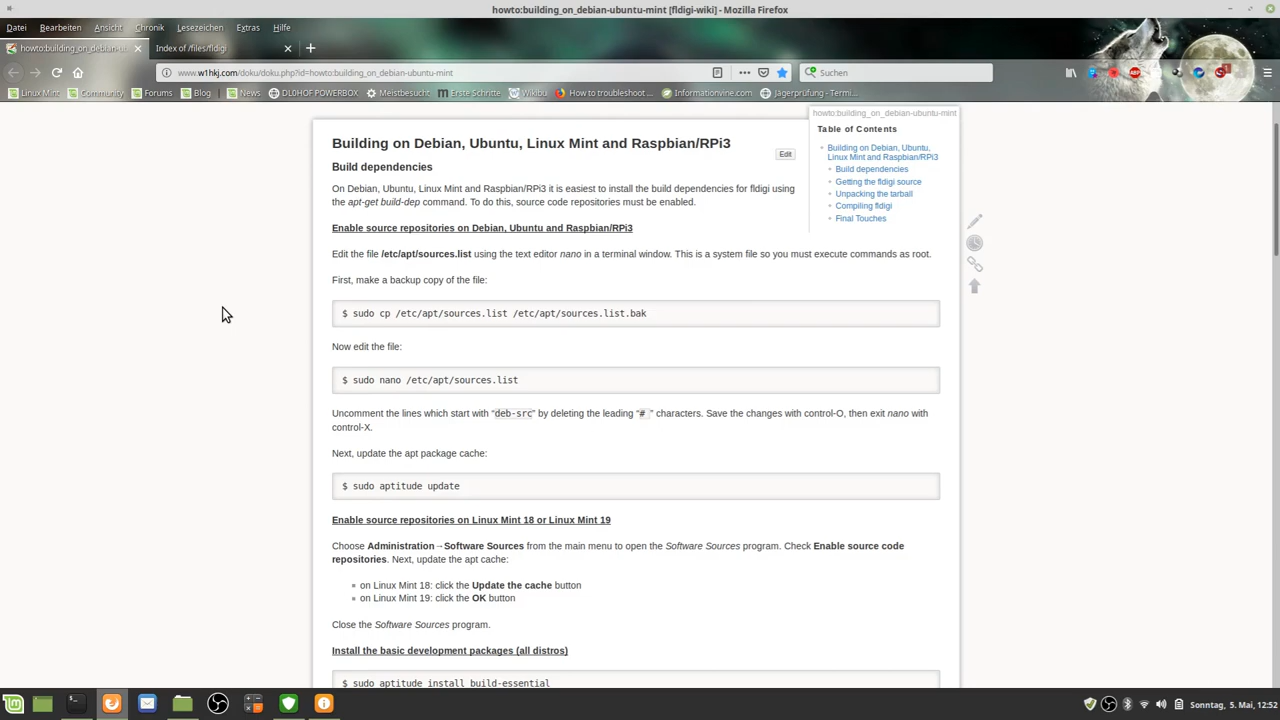 howto:building_on_debian-ubuntu-mint [fldigi-wiki] - Mozilla Firefox
Datei Bearbeiten Ansicht Chronik Lesezeichen Extras Hilfe
howto:building_on_debian-ub Index of /files/fldigi
www.w1hkj.com/doku/doku.php?id=howto:building_on_debian-ubuntu-mint
Suchen
Linux Mint Community Forums Blog News DL0HOF POWERBOX Meistbesucht Erste Schritte Wikibu How to troubleshoot ... Informationvine.com Jägerprüfung - Termi...
howto:building_on_debian-ubuntu-mint
Table of Contents
Building on Debian, Ubuntu,
Linux Mint and Raspbian/RPi3
Build dependencies
Getting the fldigi source
Unpacking the tarball
Compiling fldigi
Final Touches
Building on Debian, Ubuntu, Linux Mint and Raspbian/RPi3
Edit
Build dependencies
On Debian, Ubuntu, Linux Mint and Raspbian/RPi3 it is easiest to install the build dependencies for fldigi using
the apt-get build-dep command. To do this, source code repositories must be enabled.
Enable source repositories on Debian, Ubuntu and Raspbian/RPi3
Edit the file /etc/apt/sources.list using the text editor nano in a terminal window. This is a system file so you must execute commands as root.
First, make a backup copy of the file:
$ sudo cp /etc/apt/sources.list /etc/apt/sources.list.bak
Now edit the file:
$ sudo nano /etc/apt/sources.list
Uncomment the lines which start with “deb-src” by deleting the leading “# ” characters. Save the changes with control-O, then exit nano with
control-X.
Next, update the apt package cache:
$ sudo aptitude update
Enable source repositories on Linux Mint 18 or Linux Mint 19
Choose Administration→Software Sources from the main menu to open the Software Sources program. Check Enable source code
repositories. Next, update the apt cache:
on Linux Mint 18: click the Update the cache button
on Linux Mint 19: click the OK button
Close the Software Sources program.
Install the basic development packages (all distros)
$ sudo aptitude install build-essential
Sonntag, 5. Mai, 12:52